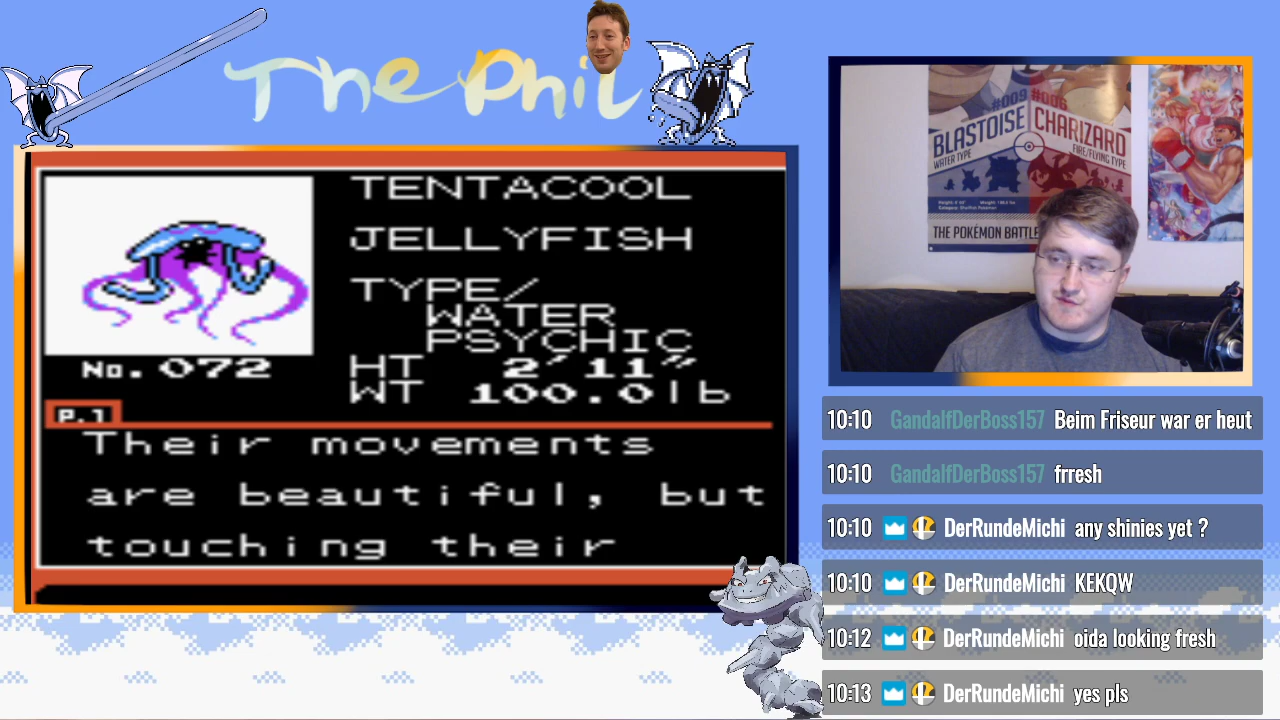 The Phil
TENTACOOL
JELLYFISH
TYPE/
WATER
PSYCHIC
No. 072
HT 2'11"
WT 100.0lb
P.1
Their movements
are beautiful, but
touching their
#009 #006
BLASTOISE
WATER TYPE
CHARIZARD
FIRE/FLYING TYPE
THE POKÉMON BATTLE
10:10 GandalfDerBoss157 Beim Friseur war er heut
10:10 GandalfDerBoss157 frresh
10:10 DerRundeMichi any shinies yet ?
10:10 DerRundeMichi KEKQW
10:12 DerRundeMichi oida looking fresh
10:13 DerRundeMichi yes pls